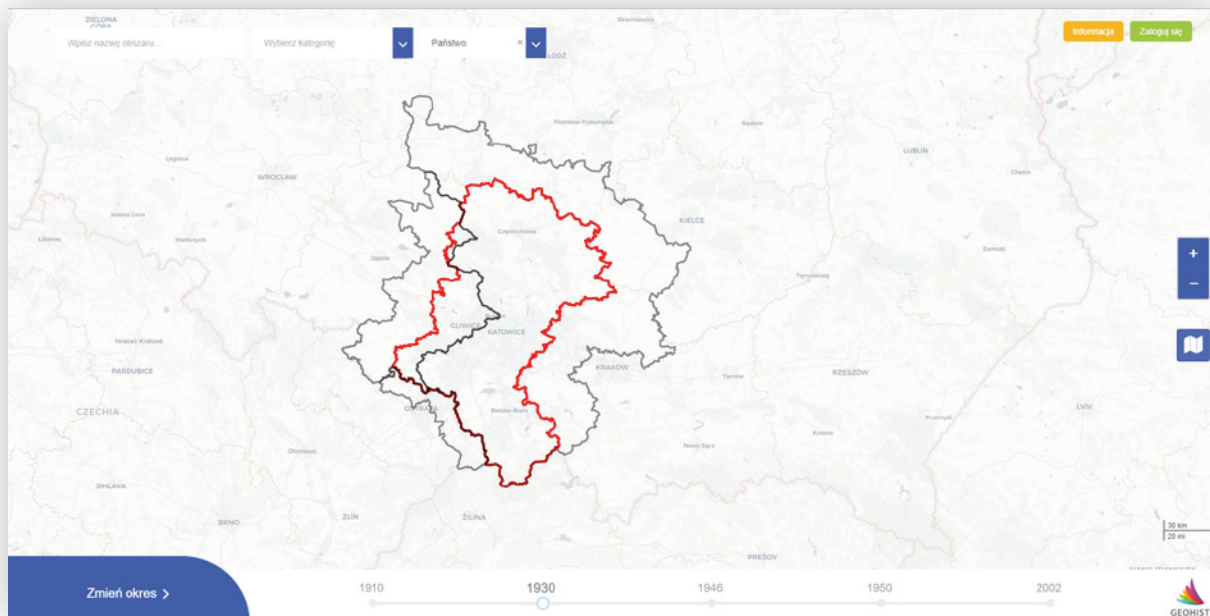 ZIELONA
GÓRA
Skierniewice
Wpisz nazwę obszaru...
Wybierz kategorię
Państwo
×
Informacja
Zaloguj się
ŁÓDŹ
Piotrków Trybunalski
Radom
LUBLIN
Legnica
WROCLAW
Chełm
Jelenia Góra
KIELCE
Liberec
Wałbrzych
Częstochowa
Zamość
Opole
Tarnobrzeg
+
−
GLIWICE
KATOWICE
Hradec Králové
KRAKÓW
PARDUBICE
Tarnów
RZESZÓW
CZECHIA
OSTRAVA
Bielsko-Biała
LVIV
Przemyśl
Krosno
Nowy Sącz
Olomouc
JIHLAVA
ZLÍN
ŽILINA
BRNO
30 km
20 mi
PREŠOV
Zmień okres >
1910
1930
1946
1950
2002
GEOHIST